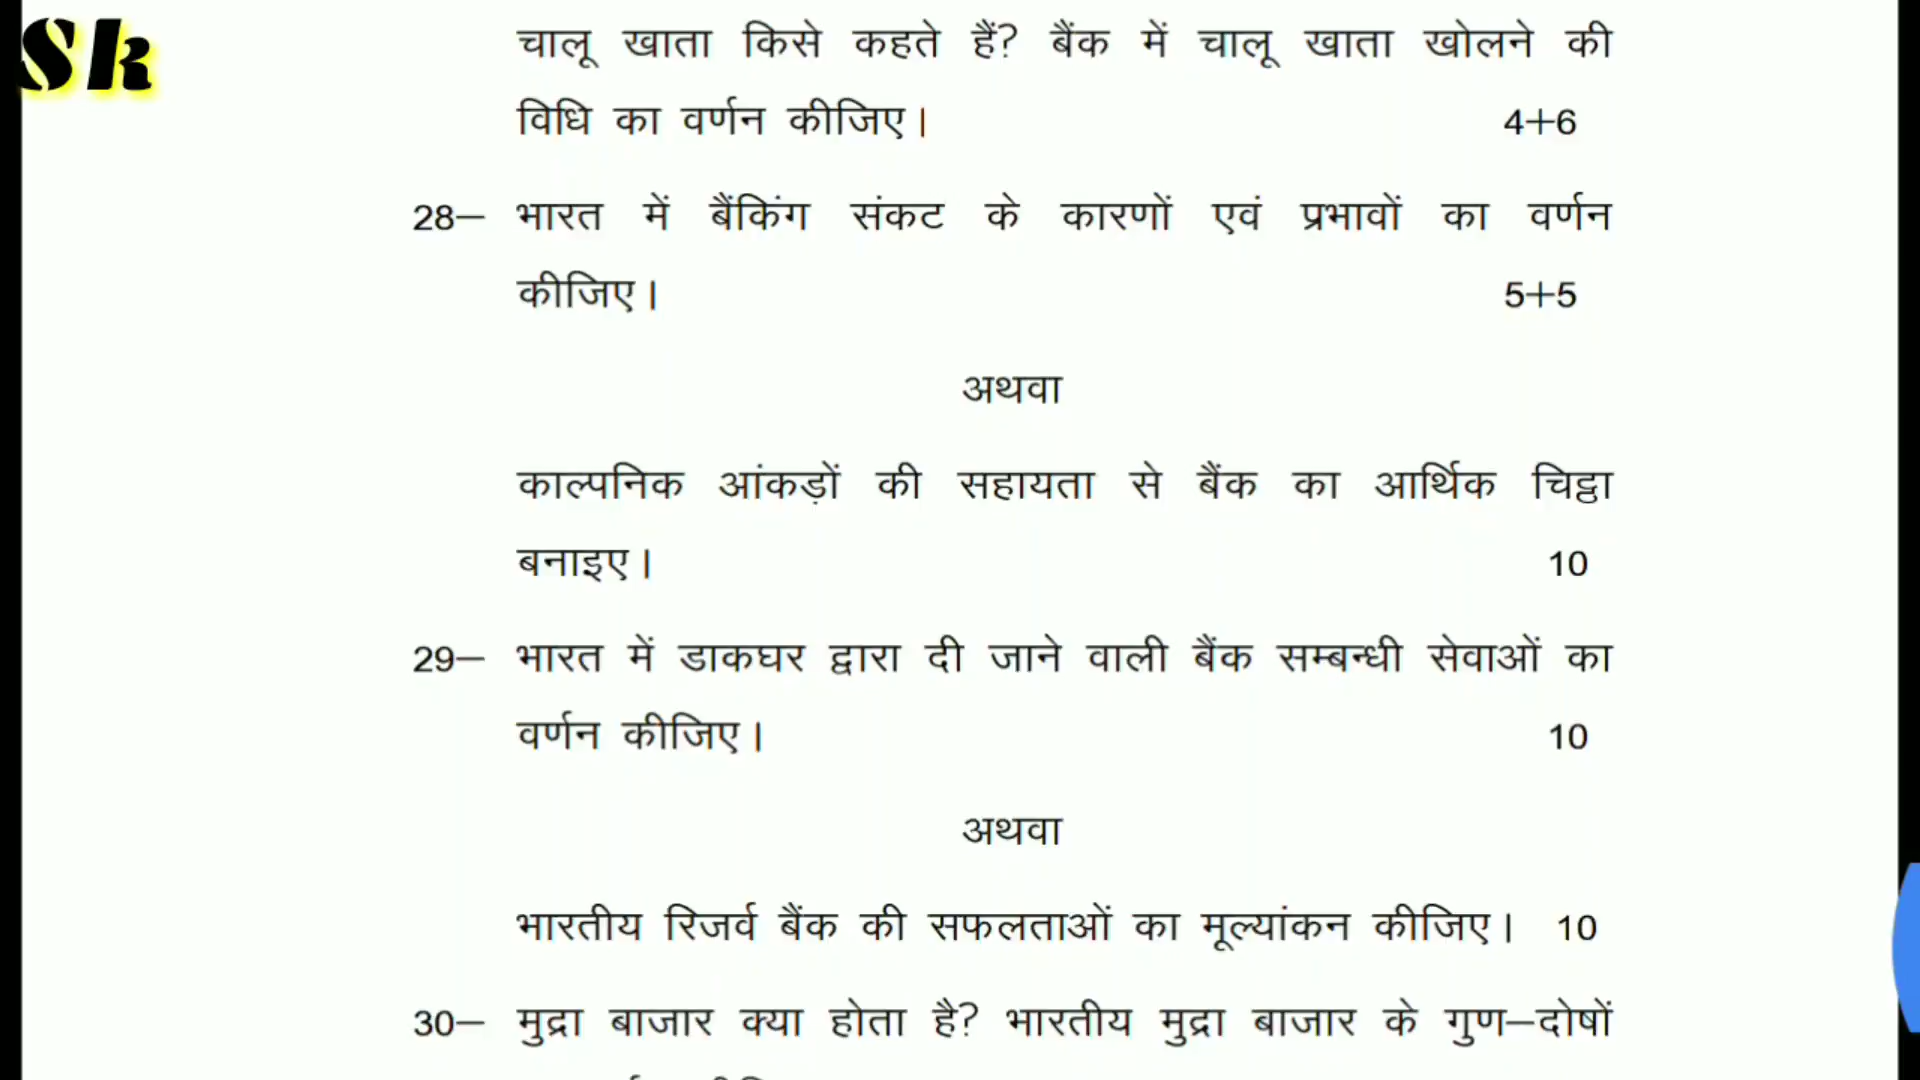 Sk
चालू खाता किसे कहते हैं? बैंक में चालू खाता खोलने की
विधि का वर्णन कीजिए। 4+6
28– भारत में बैंकिंग संकट के कारणों एवं प्रभावों का वर्णन
कीजिए। 5+5
अथवा
काल्पनिक आंकड़ों की सहायता से बैंक का आर्थिक चिट्ठा
बनाइए। 10
29– भारत में डाकघर द्वारा दी जाने वाली बैंक सम्बन्धी सेवाओं का
वर्णन कीजिए। 10
अथवा
भारतीय रिजर्व बैंक की सफलताओं का मूल्यांकन कीजिए। 10
30– मुद्रा बाजार क्या होता है? भारतीय मुद्रा बाजार के गुण–दोषों